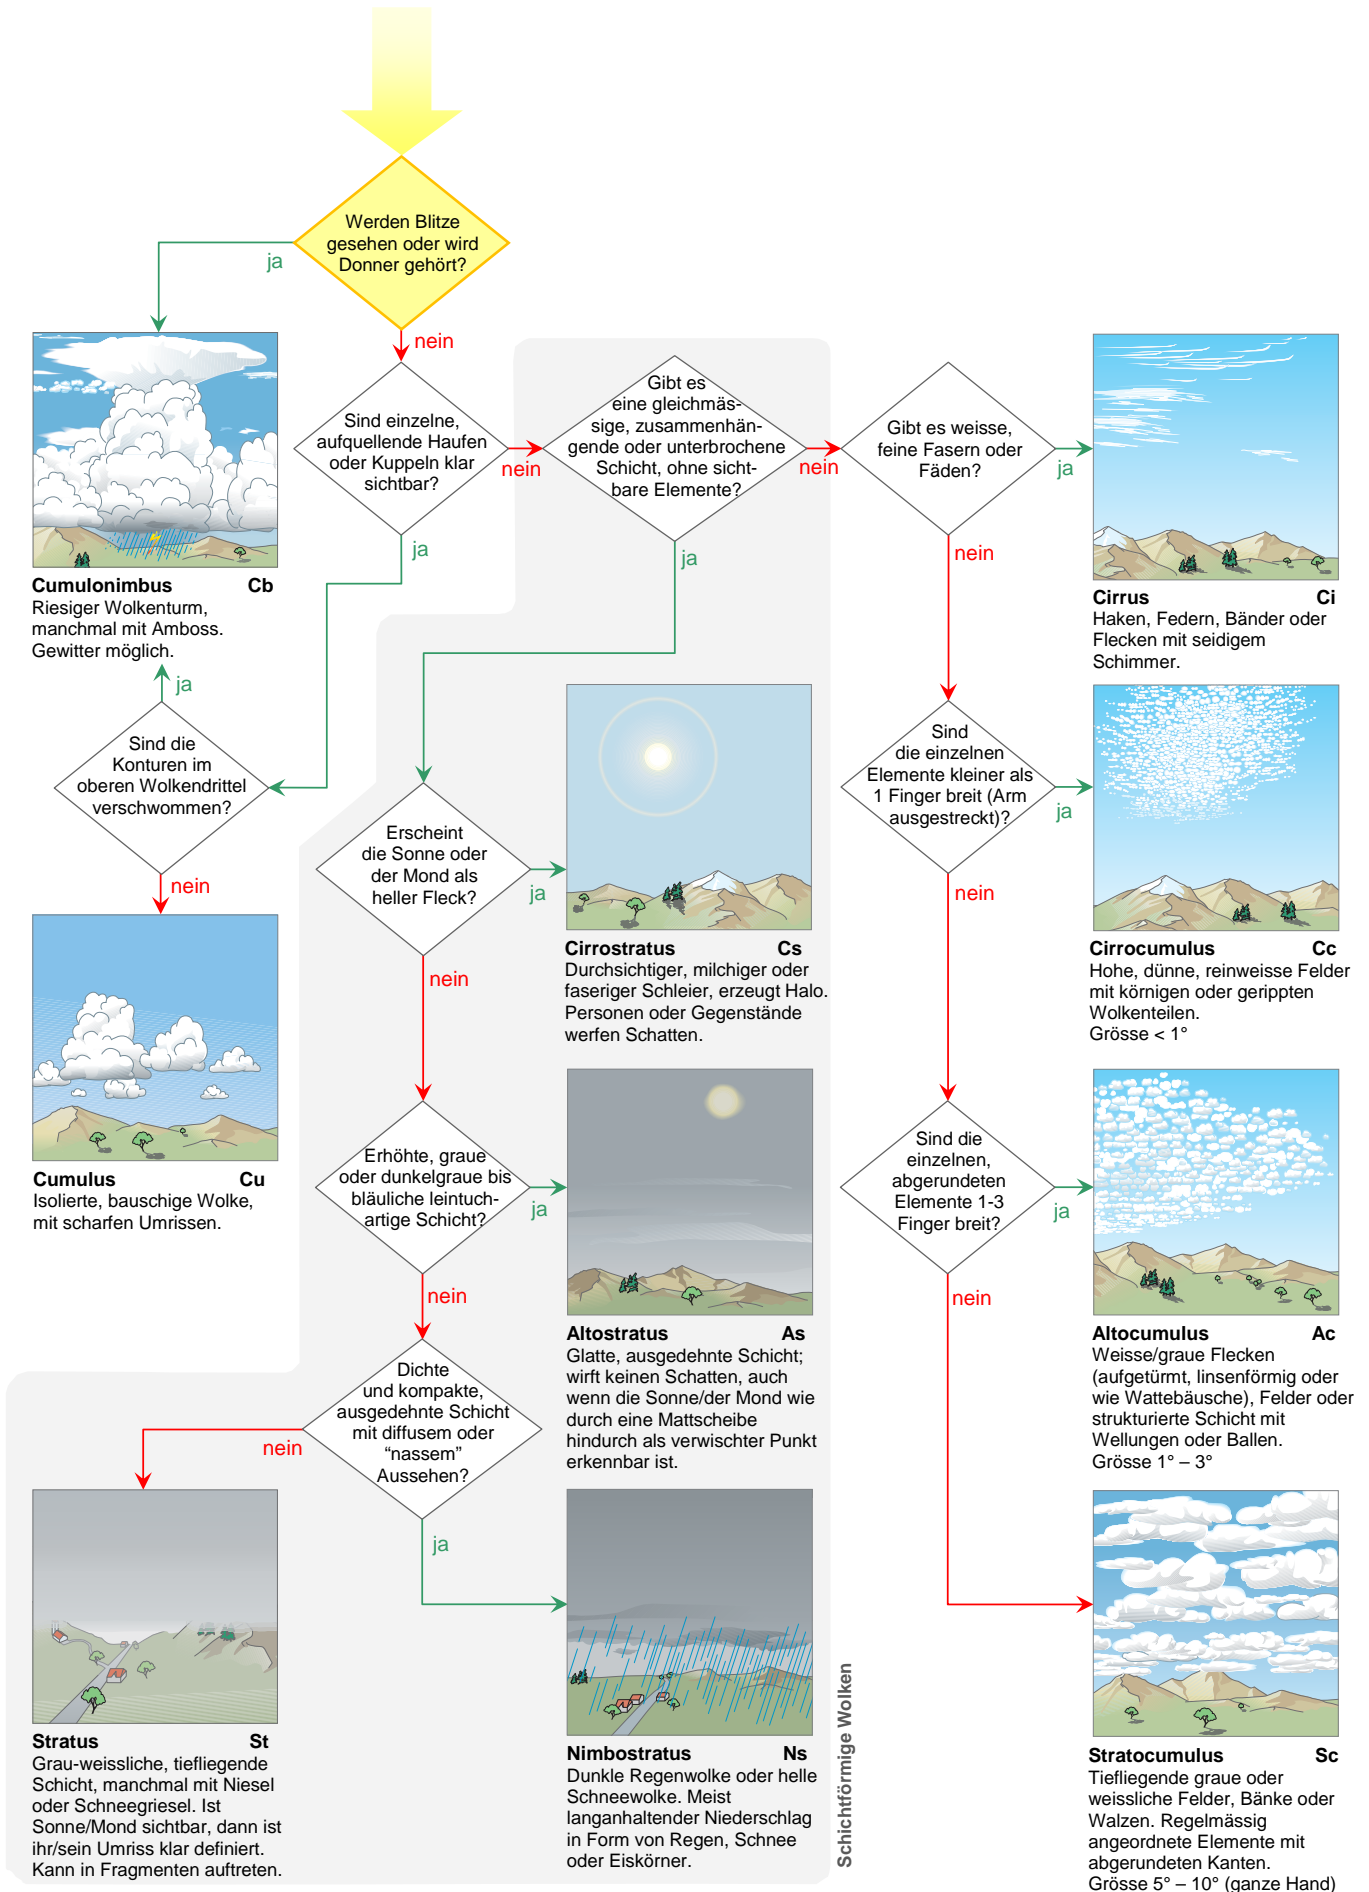 Werden Blitze
gesehen oder wird
Donner gehört?
ja
nein
Cumulonimbus Cb
Riesiger Wolkenturm,
manchmal mit Amboss.
Gewitter möglich.
Sind einzelne,
aufquellende Haufen
oder Kuppeln klar
sichtbar?
nein
ja
Sind die
Konturen im
oberen Wolkendrittel
verschwommen?
ja
nein
Cumulus Cu
Isolierte, bauschige Wolke,
mit scharfen Umrissen.
Gibt es
eine gleichmäs-
sige, zusammenhän-
gende oder unterbrochene
Schicht, ohne sicht-
bare Elemente?
nein
ja
Erscheint
die Sonne oder
der Mond als
heller Fleck?
ja
nein
Cirrostratus Cs
Durchsichtiger, milchiger oder
faseriger Schleier, erzeugt Halo.
Personen oder Gegenstände
werfen Schatten.
Erhöhte, graue
oder dunkelgraue bis
bläuliche leintuch-
artige Schicht?
ja
nein
Altostratus As
Glatte, ausgedehnte Schicht;
wirft keinen Schatten, auch
wenn die Sonne/der Mond wie
durch eine Mattscheibe
hindurch als verwischter Punkt
erkennbar ist.
Dichte
und kompakte,
ausgedehnte Schicht
mit diffusem oder
“nassem”
Aussehen?
nein
ja
Stratus St
Grau-weissliche, tiefliegende
Schicht, manchmal mit Niesel
oder Schneegriesel. Ist
Sonne/Mond sichtbar, dann ist
ihr/sein Umriss klar definiert.
Kann in Fragmenten auftreten.
Nimbostratus Ns
Dunkle Regenwolke oder helle
Schneewolke. Meist
langanhaltender Niederschlag
in Form von Regen, Schnee
oder Eiskörner.
Schichtförmige Wolken
Gibt es weisse,
feine Fasern oder
Fäden?
ja
nein
Cirrus Ci
Haken, Federn, Bänder oder
Flecken mit seidigem
Schimmer.
Sind
die einzelnen
Elemente kleiner als
1 Finger breit (Arm
ausgestreckt)?
ja
nein
Cirrocumulus Cc
Hohe, dünne, reinweisse Felder
mit körnigen oder gerippten
Wolkenteilen.
Grösse < 1°
Sind die
einzelnen,
abgerundeten
Elemente 1-3
Finger breit?
ja
nein
Altocumulus Ac
Weisse/graue Flecken
(aufgetürmt, linsenförmig oder
wie Wattebäusche), Felder oder
strukturierte Schicht mit
Wellungen oder Ballen.
Grösse 1° – 3°
Stratocumulus Sc
Tiefliegende graue oder
weissliche Felder, Bänke oder
Walzen. Regelmässig
angeordnete Elemente mit
abgerundeten Kanten.
Grösse 5° – 10° (ganze Hand)